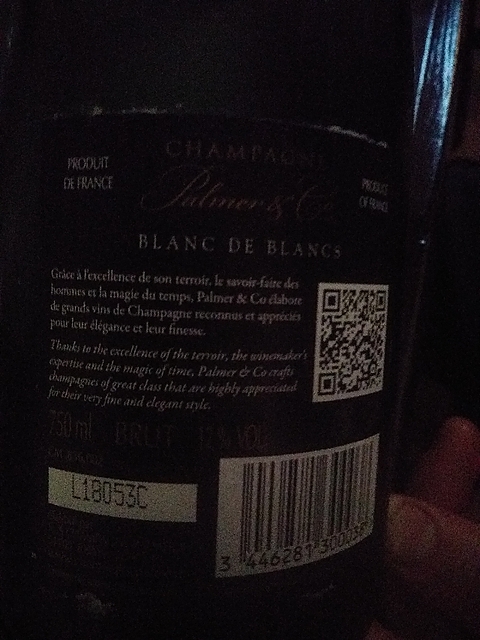 CHAMPAGNE
PRODUIT
DE FRANCE
Palmer & Co
PRODUCT
OF FRANCE
BLANC DE BLANCS
Grâce à l'excellence de son terroir, le savoir-faire des
hommes et la magie du temps, Palmer & Co élabore
de grands vins de Champagne reconnus et appréciés
pour leur élégance et leur finesse.
Thanks to the excellence of the terroir, the winemaker's
expertise and the magic of time, Palmer & Co crafts
champagnes of great class that are highly appreciated
for their very fine and elegant style.
750 ml BRUT 12% VOL
L18053C
3 446281 30003